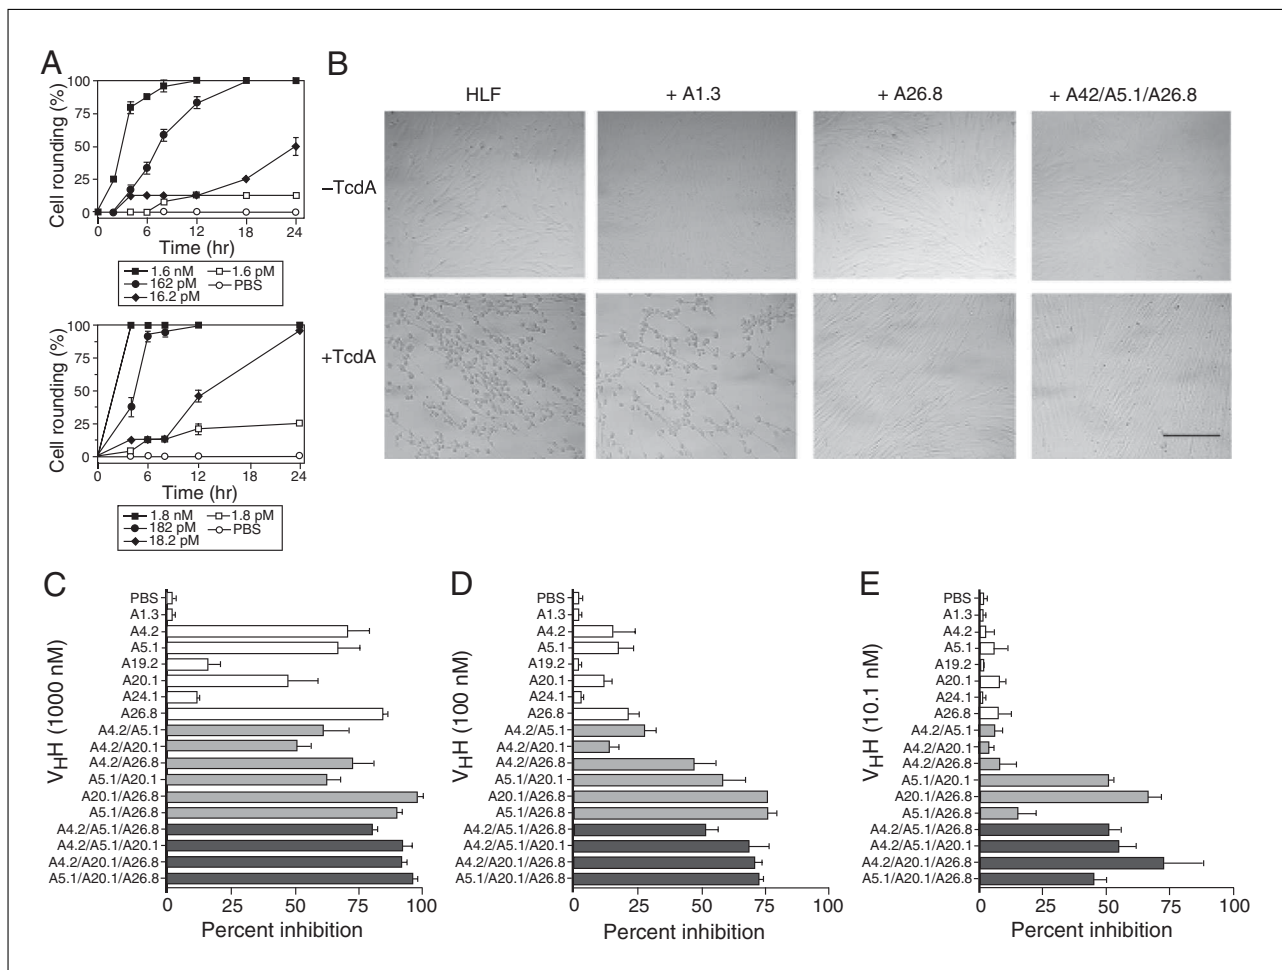 A
Cell rounding (%)
100
75
50
25
0
0 6 12 18 24
Time (hr)
1.6 nM 1.6 pM
162 pM PBS
16.2 pM
Cell rounding (%)
100
75
50
25
0
0 6 12 18 24
Time (hr)
1.8 nM 1.8 pM
182 pM PBS
18.2 pM
B
HLF + A1.3 + A26.8 + A42/A5.1/A26.8
–TcdA
+TcdA
C
VHH (1000 nM)
PBS
A1.3
A4.2
A5.1
A19.2
A20.1
A24.1
A26.8
A4.2/A5.1
A4.2/A20.1
A4.2/A26.8
A5.1/A20.1
A20.1/A26.8
A5.1/A26.8
A4.2/A5.1/A26.8
A4.2/A5.1/A20.1
A4.2/A20.1/A26.8
A5.1/A20.1/A26.8
0 25 50 75 100
Percent inhibition
D
VHH (100 nM)
PBS
A1.3
A4.2
A5.1
A19.2
A20.1
A24.1
A26.8
A4.2/A5.1
A4.2/A20.1
A4.2/A26.8
A5.1/A20.1
A20.1/A26.8
A5.1/A26.8
A4.2/A5.1/A26.8
A4.2/A5.1/A20.1
A4.2/A20.1/A26.8
A5.1/A20.1/A26.8
0 25 50 75 100
Percent inhibition
E
VHH (10.1 nM)
PBS
A1.3
A4.2
A5.1
A19.2
A20.1
A24.1
A26.8
A4.2/A5.1
A4.2/A20.1
A4.2/A26.8
A5.1/A20.1
A20.1/A26.8
A5.1/A26.8
A4.2/A5.1/A26.8
A4.2/A5.1/A20.1
A4.2/A20.1/A26.8
A5.1/A20.1/A26.8
0 25 50 75 100
Percent inhibition